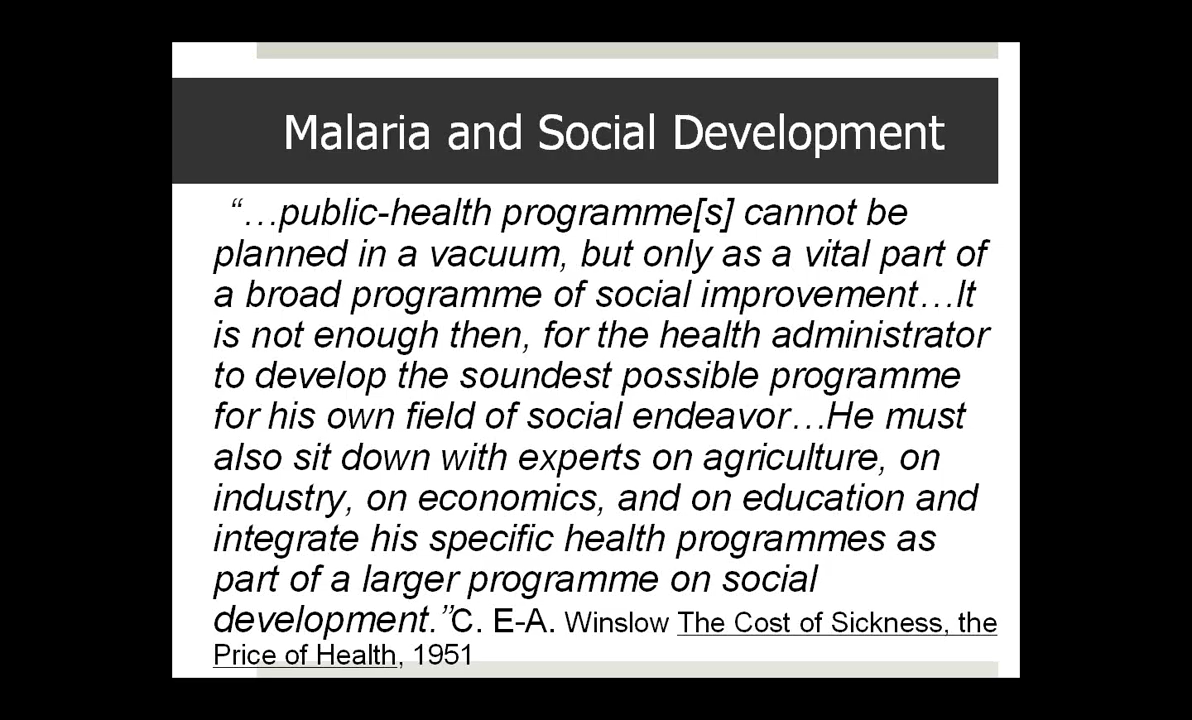 Malaria and Social Development
“…public-health programme[s] cannot be
planned in a vacuum, but only as a vital part of
a broad programme of social improvement…It
is not enough then, for the health administrator
to develop the soundest possible programme
for his own field of social endeavor…He must
also sit down with experts on agriculture, on
industry, on economics, and on education and
integrate his specific health programmes as
part of a larger programme on social
development.”C. E-A. Winslow The Cost of Sickness, the
Price of Health, 1951